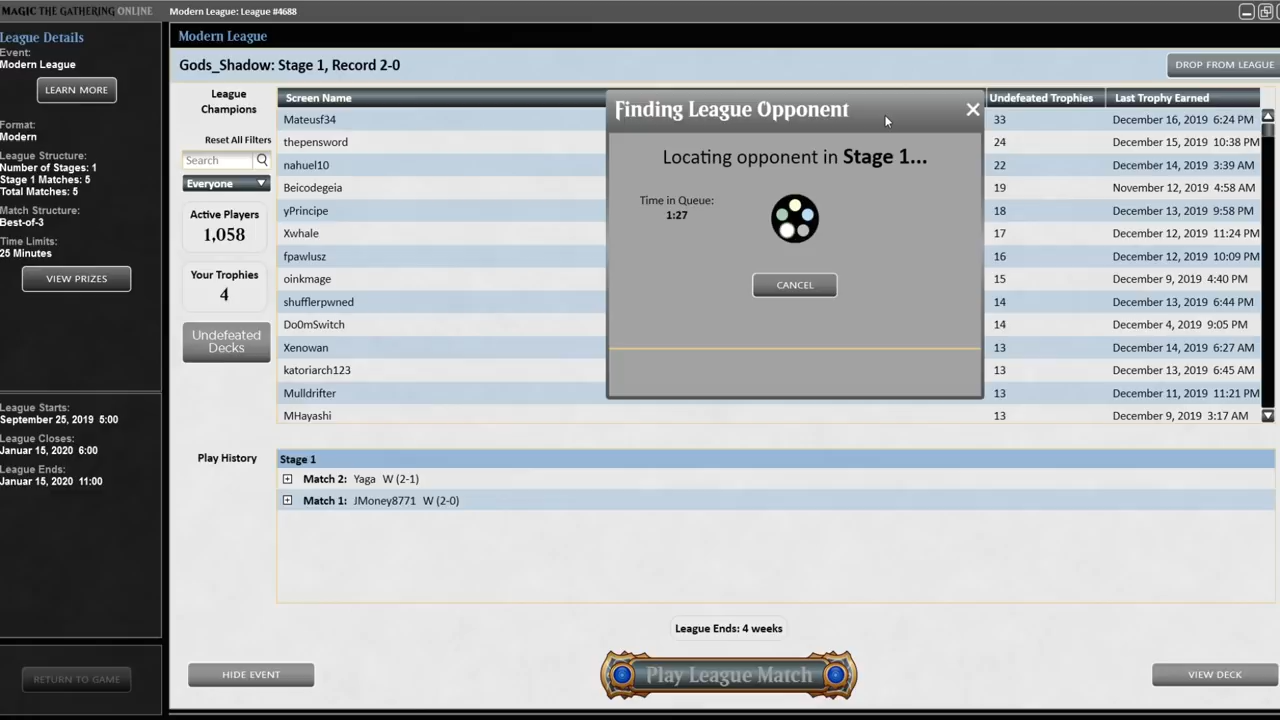 MAGIC THE GATHERING ONLINE
Modern League: League #4688
League Details
Event:
Modern League
LEARN MORE
Format:
Modern
League Structure:
Number of Stages: 1
Stage 1 Matches: 5
Total Matches: 5
Match Structure:
Best-of-3
Time Limits:
25 Minutes
VIEW PRIZES
League Starts:
September 25, 2019 5:00
League Closes:
Januar 15, 2020 6:00
League Ends:
Januar 15, 2020 11:00
RETURN TO GAME
Modern League
Gods_Shadow: Stage 1, Record 2-0
DROP FROM LEAGUE
League
Champions
Reset All Filters
Search
Everyone
Active Players
1,058
Your Trophies
4
Undefeated
Decks
Screen Name Undefeated Trophies Last Trophy Earned
Mateusf34 33 December 16, 2019 6:24 PM
thepensword 24 December 15, 2019 10:38 PM
nahuel10 22 December 14, 2019 3:39 AM
Beicodegeia 19 November 12, 2019 4:58 AM
yPrincipe 18 December 13, 2019 9:58 PM
Xwhale 17 December 12, 2019 11:24 PM
fpawlusz 16 December 12, 2019 10:09 PM
oinkmage 15 December 9, 2019 4:40 PM
shufflerpwned 14 December 13, 2019 6:44 PM
Do0mSwitch 14 December 4, 2019 9:05 PM
Xenowan 13 December 14, 2019 6:27 AM
katoriarch123 13 December 13, 2019 6:45 AM
Mulldrifter 13 December 11, 2019 11:21 PM
MHayashi 13 December 9, 2019 3:17 AM
Finding League Opponent
Locating opponent in Stage 1...
Time in Queue:
1:27
CANCEL
Play History
Stage 1
Match 2: Yaga W (2-1)
Match 1: JMoney8771 W (2-0)
League Ends: 4 weeks
HIDE EVENT
Play League Match
VIEW DECK